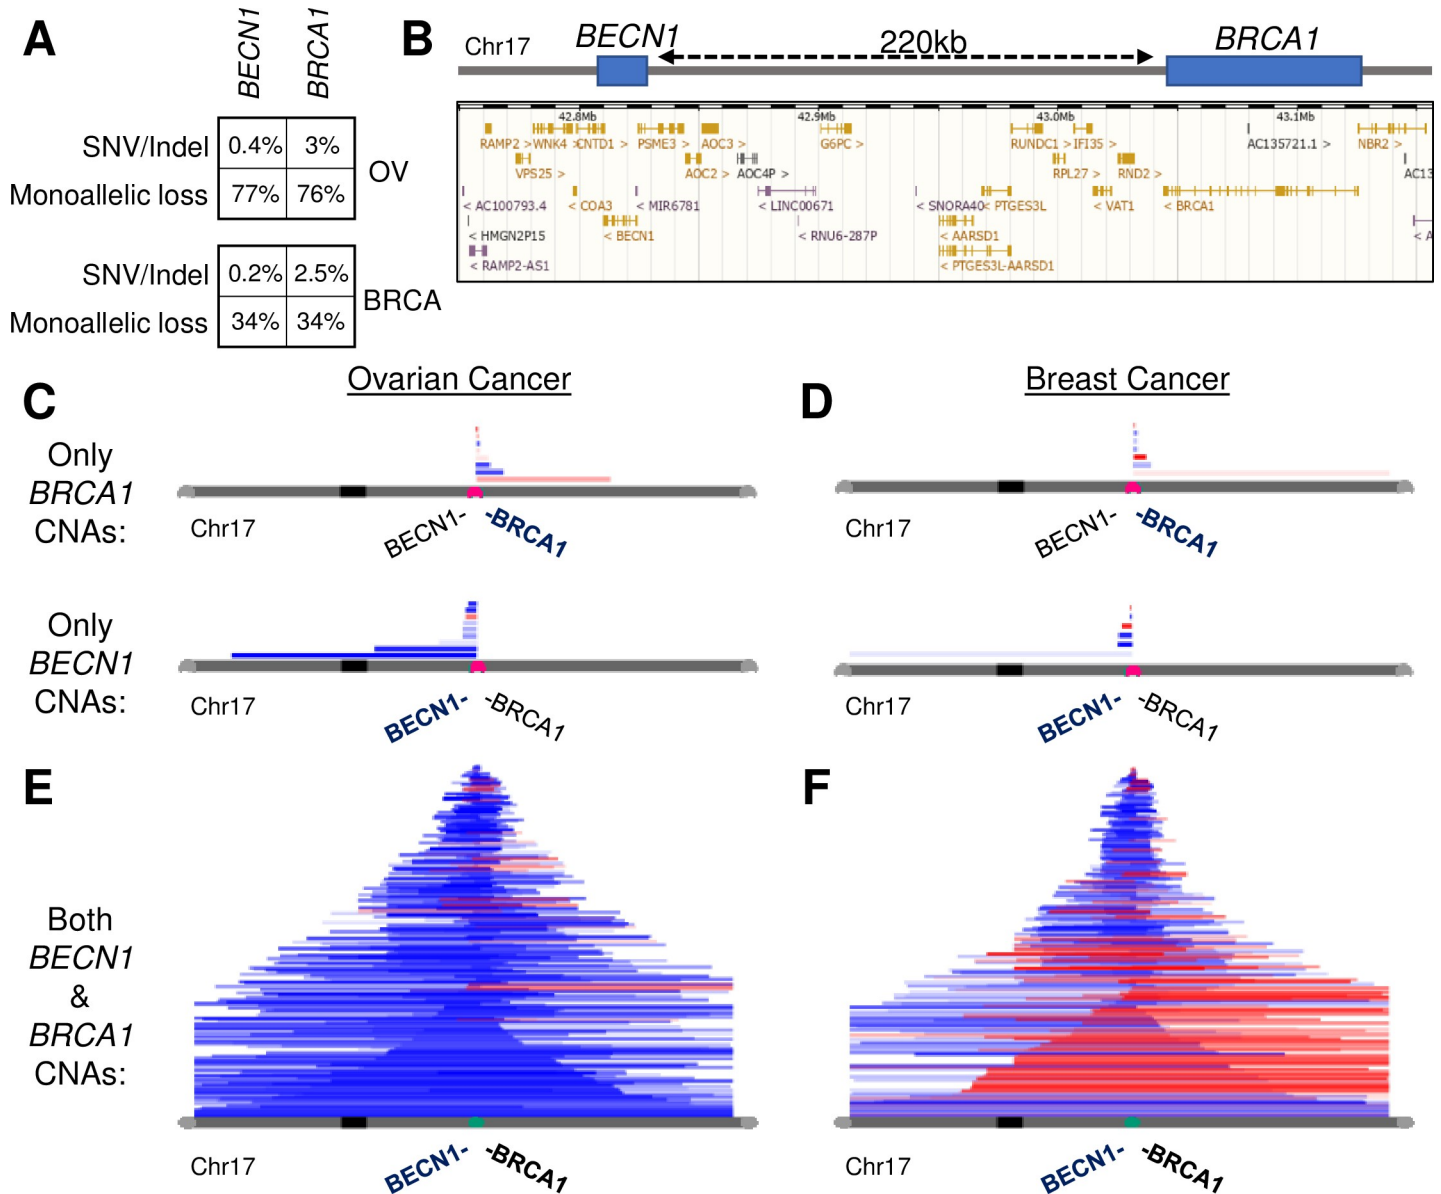 A
BECN1
BRCA1
SNV/Indel
0.4%
3%
Monoallelic loss
77%
76%
OV
SNV/Indel
0.2%
2.5%
Monoallelic loss
34%
34%
BRCA
B
Chr17
BECN1
220kb
BRCA1
42.8Mb
42.9Mb
43.0Mb
43.1Mb
RAMP2 >
WNK4 >
CNTD1 >
PSME3 >
AOC3 >
G6PC >
RUNDC1 >
IFI35 >
AC135721.1 >
NBR2 >
VPS25 >
AOC2 >
AOC4P >
RPL27 >
RND2 >
AC13
< AC100793.4
< COA3
< MIR6781
< LINC00671
< SNORA40
< PTGES3L
< VAT1
< BRCA1
< HMGN2P15
< BECN1
< RNU6-287P
< AARSD1
< A
< RAMP2-AS1
< PTGES3L-AARSD1
C
Ovarian Cancer
Only
BRCA1
CNAs:
Chr17
BECN1-
-BRCA1
D
Breast Cancer
Chr17
BECN1-
-BRCA1
Only
BECN1
CNAs:
Chr17
BECN1-
-BRCA1
Chr17
BECN1-
-BRCA1
E
Both
BECN1
&
BRCA1
CNAs:
Chr17
BECN1-
-BRCA1
F
Chr17
BECN1-
-BRCA1